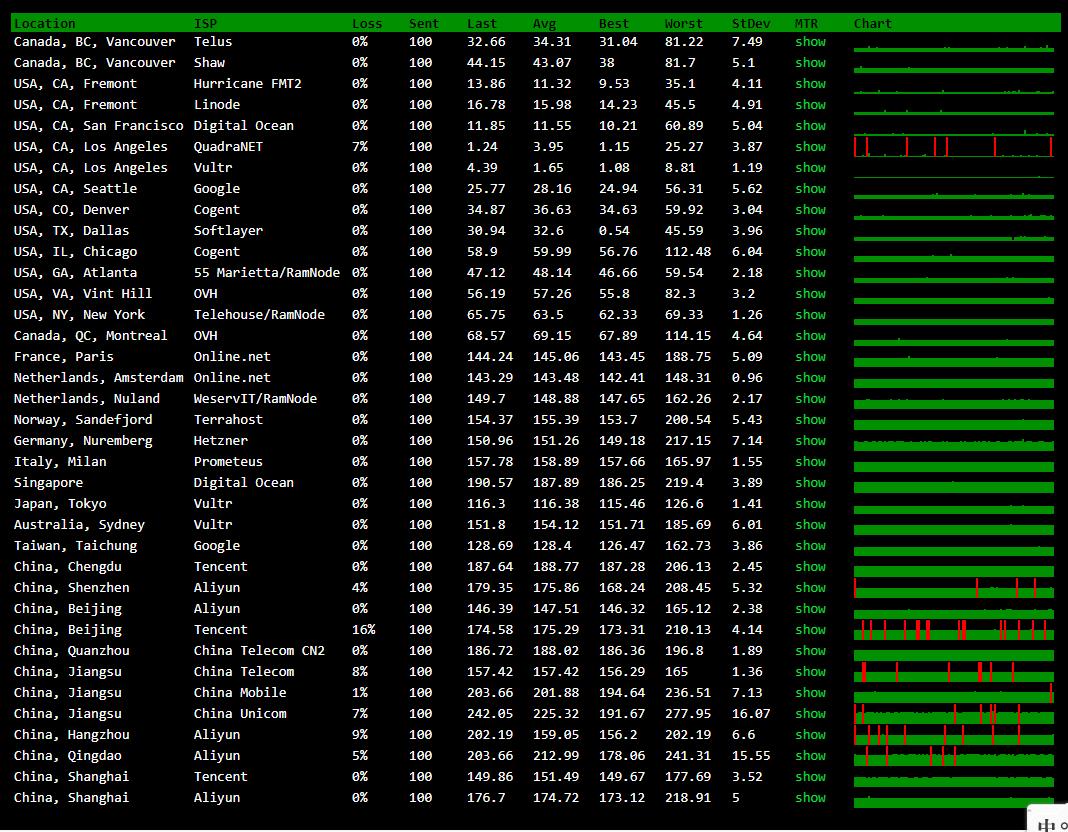 Location ISP Loss Sent Last Avg Best Worst StDev MTR Chart
Canada, BC, Vancouver Telus 0% 100 32.66 34.31 31.04 81.22 7.49 show
Canada, BC, Vancouver Shaw 0% 100 44.15 43.07 38 81.7 5.1 show
USA, CA, Fremont Hurricane FMT2 0% 100 13.86 11.32 9.53 35.1 4.11 show
USA, CA, Fremont Linode 0% 100 16.78 15.98 14.23 45.5 4.91 show
USA, CA, San Francisco Digital Ocean 0% 100 11.85 11.55 10.21 60.89 5.04 show
USA, CA, Los Angeles QuadraNET 7% 100 1.24 3.95 1.15 25.27 3.87 show
USA, CA, Los Angeles Vultr 0% 100 4.39 1.65 1.08 8.81 1.19 show
USA, CA, Seattle Google 0% 100 25.77 28.16 24.94 56.31 5.62 show
USA, CO, Denver Cogent 0% 100 34.87 36.63 34.63 59.92 3.04 show
USA, TX, Dallas Softlayer 0% 100 30.94 32.6 0.54 45.59 3.96 show
USA, IL, Chicago Cogent 0% 100 58.9 59.99 56.76 112.48 6.04 show
USA, GA, Atlanta 55 Marietta/RamNode 0% 100 47.12 48.14 46.66 59.54 2.18 show
USA, VA, Vint Hill OVH 0% 100 56.19 57.26 55.8 82.3 3.2 show
USA, NY, New York Telehouse/RamNode 0% 100 65.75 63.5 62.33 69.33 1.26 show
Canada, QC, Montreal OVH 0% 100 68.57 69.15 67.89 114.15 4.64 show
France, Paris Online.net 0% 100 144.24 145.06 143.45 188.75 5.09 show
Netherlands, Amsterdam Online.net 0% 100 143.29 143.48 142.41 148.31 0.96 show
Netherlands, Nuland WeservIT/RamNode 0% 100 149.7 148.88 147.65 162.26 2.17 show
Norway, Sandefjord Terrahost 0% 100 154.37 155.39 153.7 200.54 5.43 show
Germany, Nuremberg Hetzner 0% 100 150.96 151.26 149.18 217.15 7.14 show
Italy, Milan Prometeus 0% 100 157.78 158.89 157.66 165.97 1.55 show
Singapore Digital Ocean 0% 100 190.57 187.89 186.25 219.4 3.89 show
Japan, Tokyo Vultr 0% 100 116.3 116.38 115.46 126.6 1.41 show
Australia, Sydney Vultr 0% 100 151.8 154.12 151.71 185.69 6.01 show
Taiwan, Taichung Google 0% 100 128.69 128.4 126.47 162.73 3.86 show
China, Chengdu Tencent 0% 100 187.64 188.77 187.28 206.13 2.45 show
China, Shenzhen Aliyun 4% 100 179.35 175.86 168.24 208.45 5.32 show
China, Beijing Aliyun 0% 100 146.39 147.51 146.32 165.12 2.38 show
China, Beijing Tencent 16% 100 174.58 175.29 173.31 210.13 4.14 show
China, Quanzhou China Telecom CN2 0% 100 186.72 188.02 186.36 196.8 1.89 show
China, Jiangsu China Telecom 8% 100 157.42 157.42 156.29 165 1.36 show
China, Jiangsu China Mobile 1% 100 203.66 201.88 194.64 236.51 7.13 show
China, Jiangsu China Unicom 7% 100 242.05 225.32 191.67 277.95 16.07 show
China, Hangzhou Aliyun 9% 100 202.19 159.05 156.2 202.19 6.6 show
China, Qingdao Aliyun 5% 100 203.66 212.99 178.06 241.31 15.55 show
China, Shanghai Tencent 0% 100 149.86 151.49 149.67 177.69 3.52 show
China, Shanghai Aliyun 0% 100 176.7 174.72 173.12 218.91 5 show